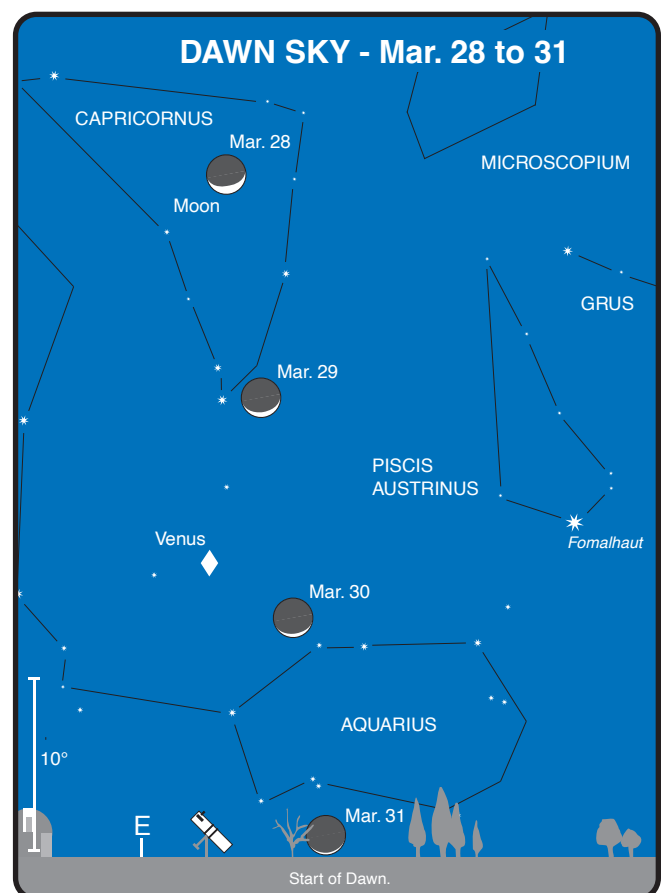 DAWN SKY - Mar. 28 to 31
CAPRICORNUS
Mar. 28
MICROSCOPIUM
Moon
GRUS
Mar. 29
PISCIS
AUSTRINUS
Venus
Fomalhaut
Mar. 30
AQUARIUS
10°
Mar. 31
E
Start of Dawn.